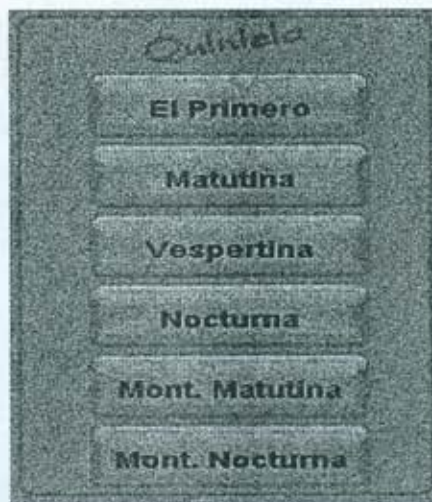 Quiniela
El Primero
Matutina
Vespertina
Nocturna
Mont. Matutina
Mont. Nocturna